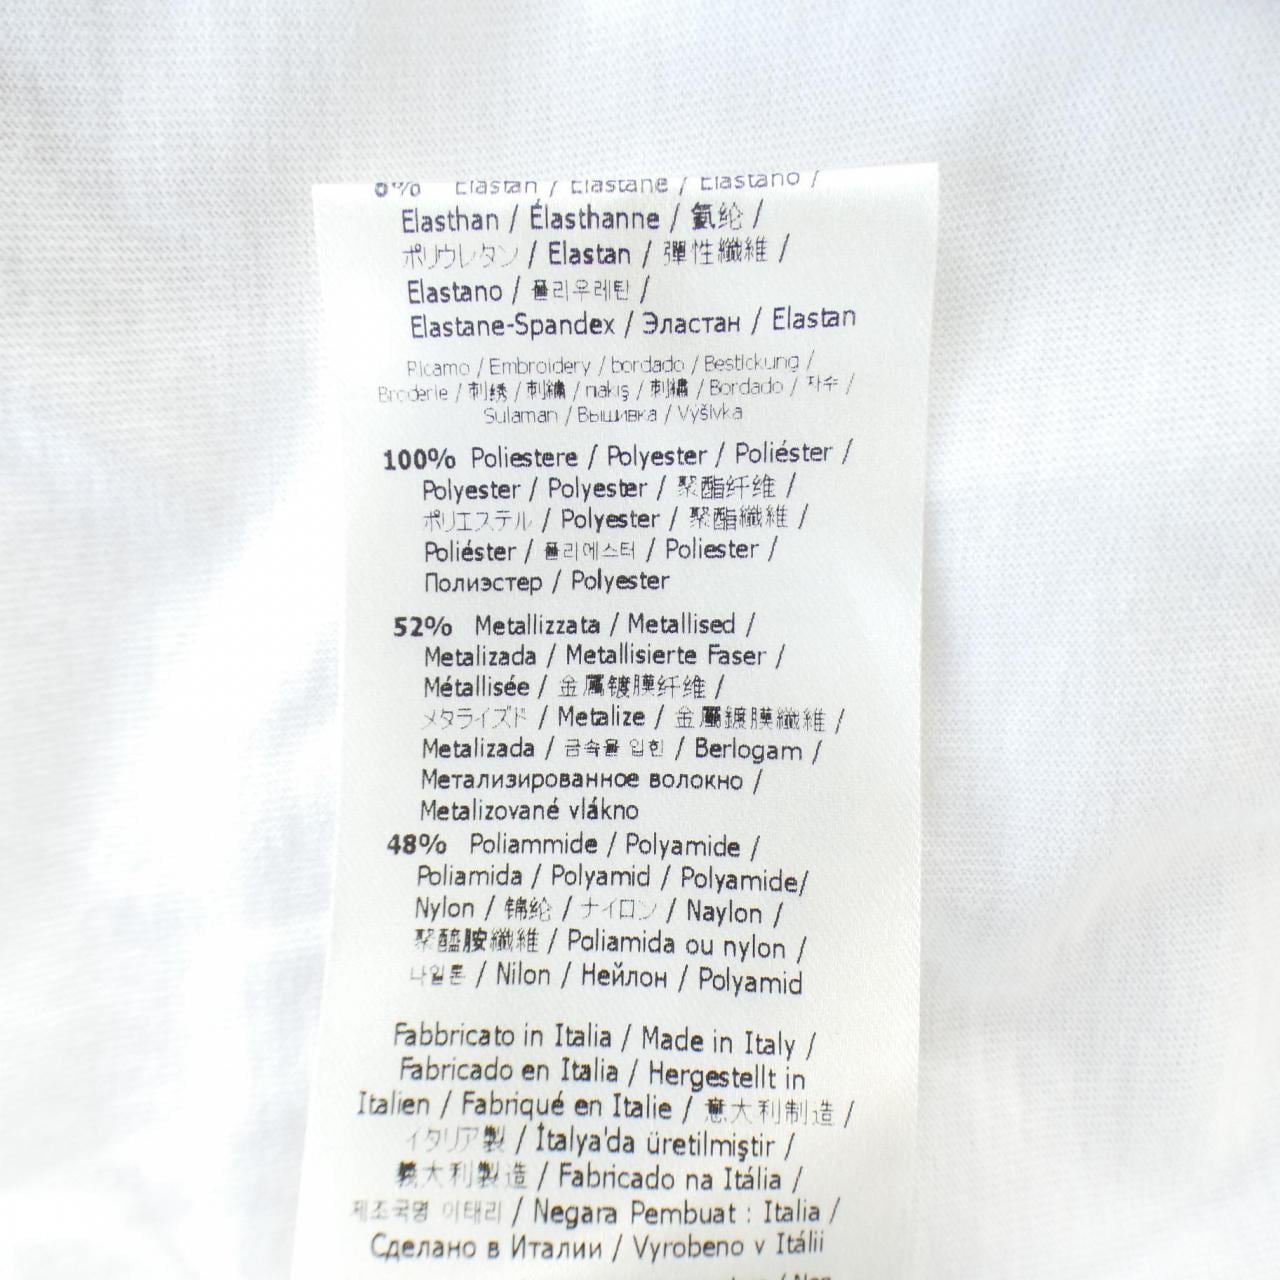 6% Elastan / Elastane / Elastano /
Elasthan / Élasthanne / 氨纶 /
ポリウレタン / Elastan / 彈性纖維 /
Elastano / 폴리우레탄 /
Elastane-Spandex / Эластан / Elastan
Ricamo / Embroidery / bordado / Bestickung /
Broderie / 刺绣 / 刺繍 / nakış / 刺繡 / Bordado / 자수 /
Sulaman / Вышивка / Výšivka
100% Poliestere / Polyester / Poliéster /
Polyester / Polyester / 聚酯纤维 /
ポリエステル / Polyester / 聚酯纖維 /
Poliéster / 폴리에스터 / Poliester /
Полиэстер / Polyester
52% Metallizzata / Metallised /
Metalizada / Metallisierte Faser /
Métallisée / 金属镀膜纤维 /
メタライズド / Metalize / 金屬鍍膜纖維 /
Metalizada / 금속을 입힌 / Berlogam /
Метализированное волокно /
Metalizované vlákno
48% Poliammide / Polyamide /
Poliamida / Polyamid / Polyamide/
Nylon / 锦纶 / ナイロン / Naylon /
聚醯胺纖維 / Poliamida ou nylon /
나일론 / Nilon / Нейлон / Polyamid
Fabbricato in Italia / Made in Italy /
Fabricado en Italia / Hergestellt in
Italien / Fabriqué en Italie / 意大利制造 /
イタリア製 / İtalya'da üretilmiştir /
義大利製造 / Fabricado na Itália /
제조국명 이태리 / Negara Pembuat : Italia /
Сделано в Италии / Vyrobeno v Itálii